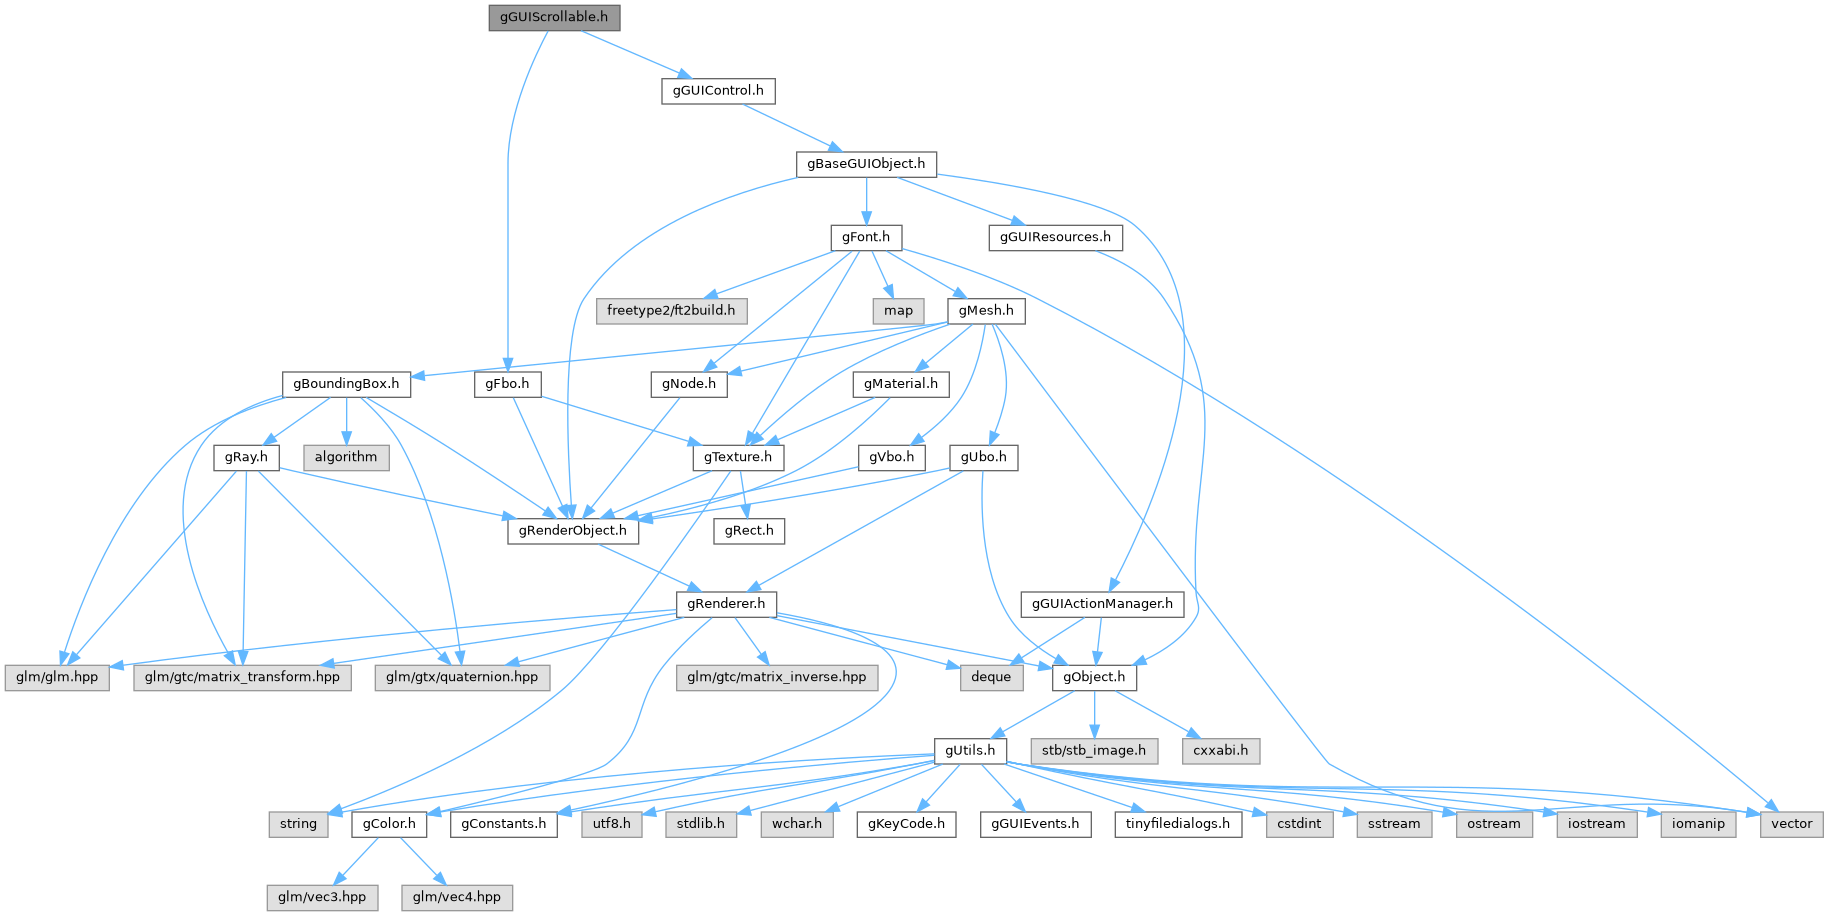 gGUIScrollable.h
gGUIControl.h
gBaseGUIObject.h
gFont.h
gGUIResources.h
freetype2/ft2build.h
map
gMesh.h
gBoundingBox.h
gFbo.h
gNode.h
gMaterial.h
gRay.h
algorithm
gTexture.h
gVbo.h
gUbo.h
gRenderObject.h
gRect.h
gRenderer.h
gGUIActionManager.h
glm/glm.hpp
glm/gtc/matrix_transform.hpp
glm/gtx/quaternion.hpp
glm/gtc/matrix_inverse.hpp
deque
gObject.h
gUtils.h
stb/stb_image.h
cxxabi.h
string
gColor.h
gConstants.h
utf8.h
stdlib.h
wchar.h
gKeyCode.h
gGUIEvents.h
tinyfiledialogs.h
cstdint
sstream
ostream
iostream
iomanip
vector
glm/vec3.hpp
glm/vec4.hpp